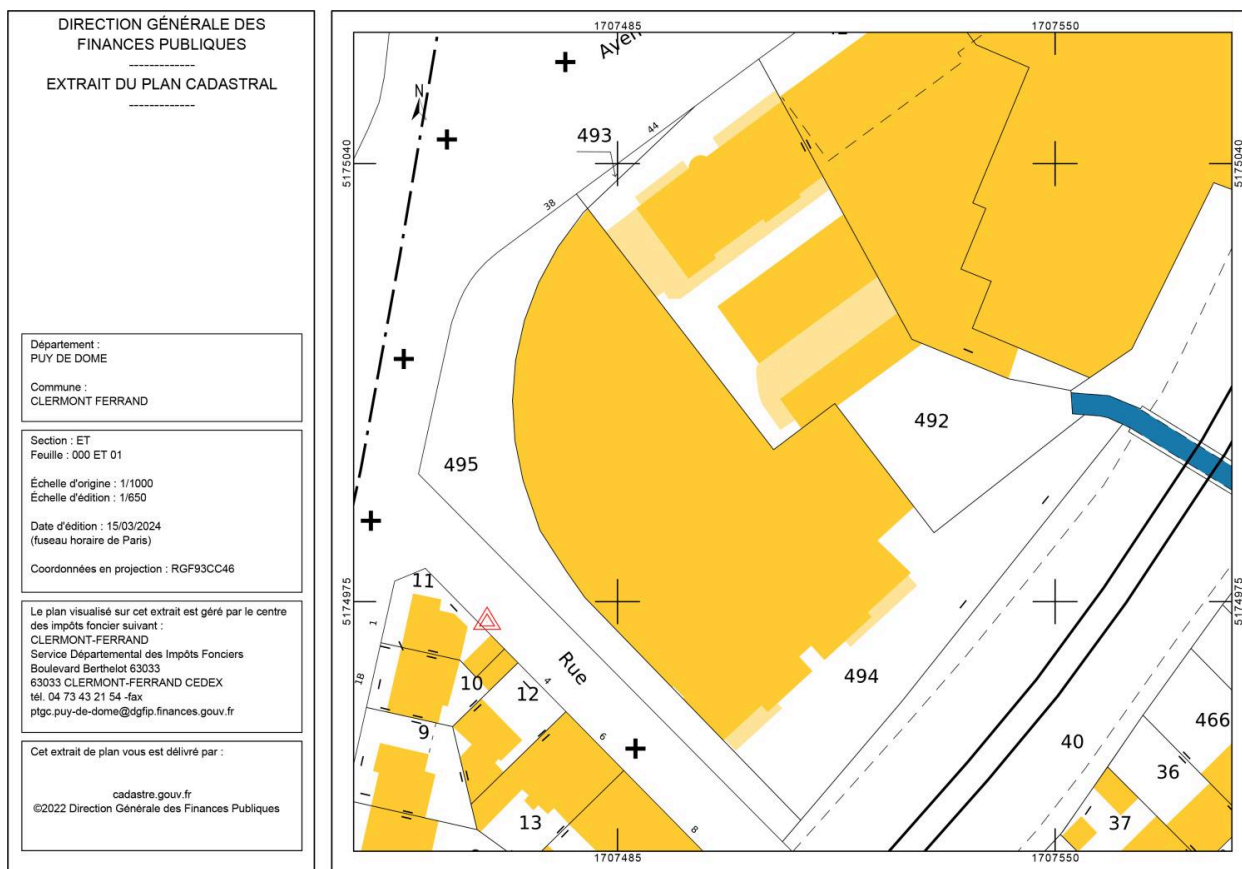 DIRECTION GÉNÉRALE DES
FINANCES PUBLIQUES
-------------
EXTRAIT DU PLAN CADASTRAL
-------------
Département :
PUY DE DOME
Commune :
CLERMONT FERRAND
Section : ET
Feuille : 000 ET 01
Échelle d'origine : 1/1000
Échelle d'édition : 1/650
Date d'édition : 15/03/2024
(fuseau horaire de Paris)
Coordonnées en projection : RGF93CC46
Le plan visualisé sur cet extrait est géré par le centre
des impôts foncier suivant :
CLERMONT-FERRAND
Service Départemental des Impôts Fonciers
Boulevard Berthelot 63033
63033 CLERMONT-FERRAND CEDEX
tél. 04 73 43 21 54 -fax
ptgc.puy-de-dome@dgfip.finances.gouv.fr
Cet extrait de plan vous est délivré par :
cadastre.gouv.fr
©2022 Direction Générale des Finances Publiques
1707485
1707550
Aven
N
44
493
5175040
5175040
38
492
495
11
5174975
5174975
1
Rue
18
10
4
12
494
9
6
466
40
36
13
8
37
1707485
1707550